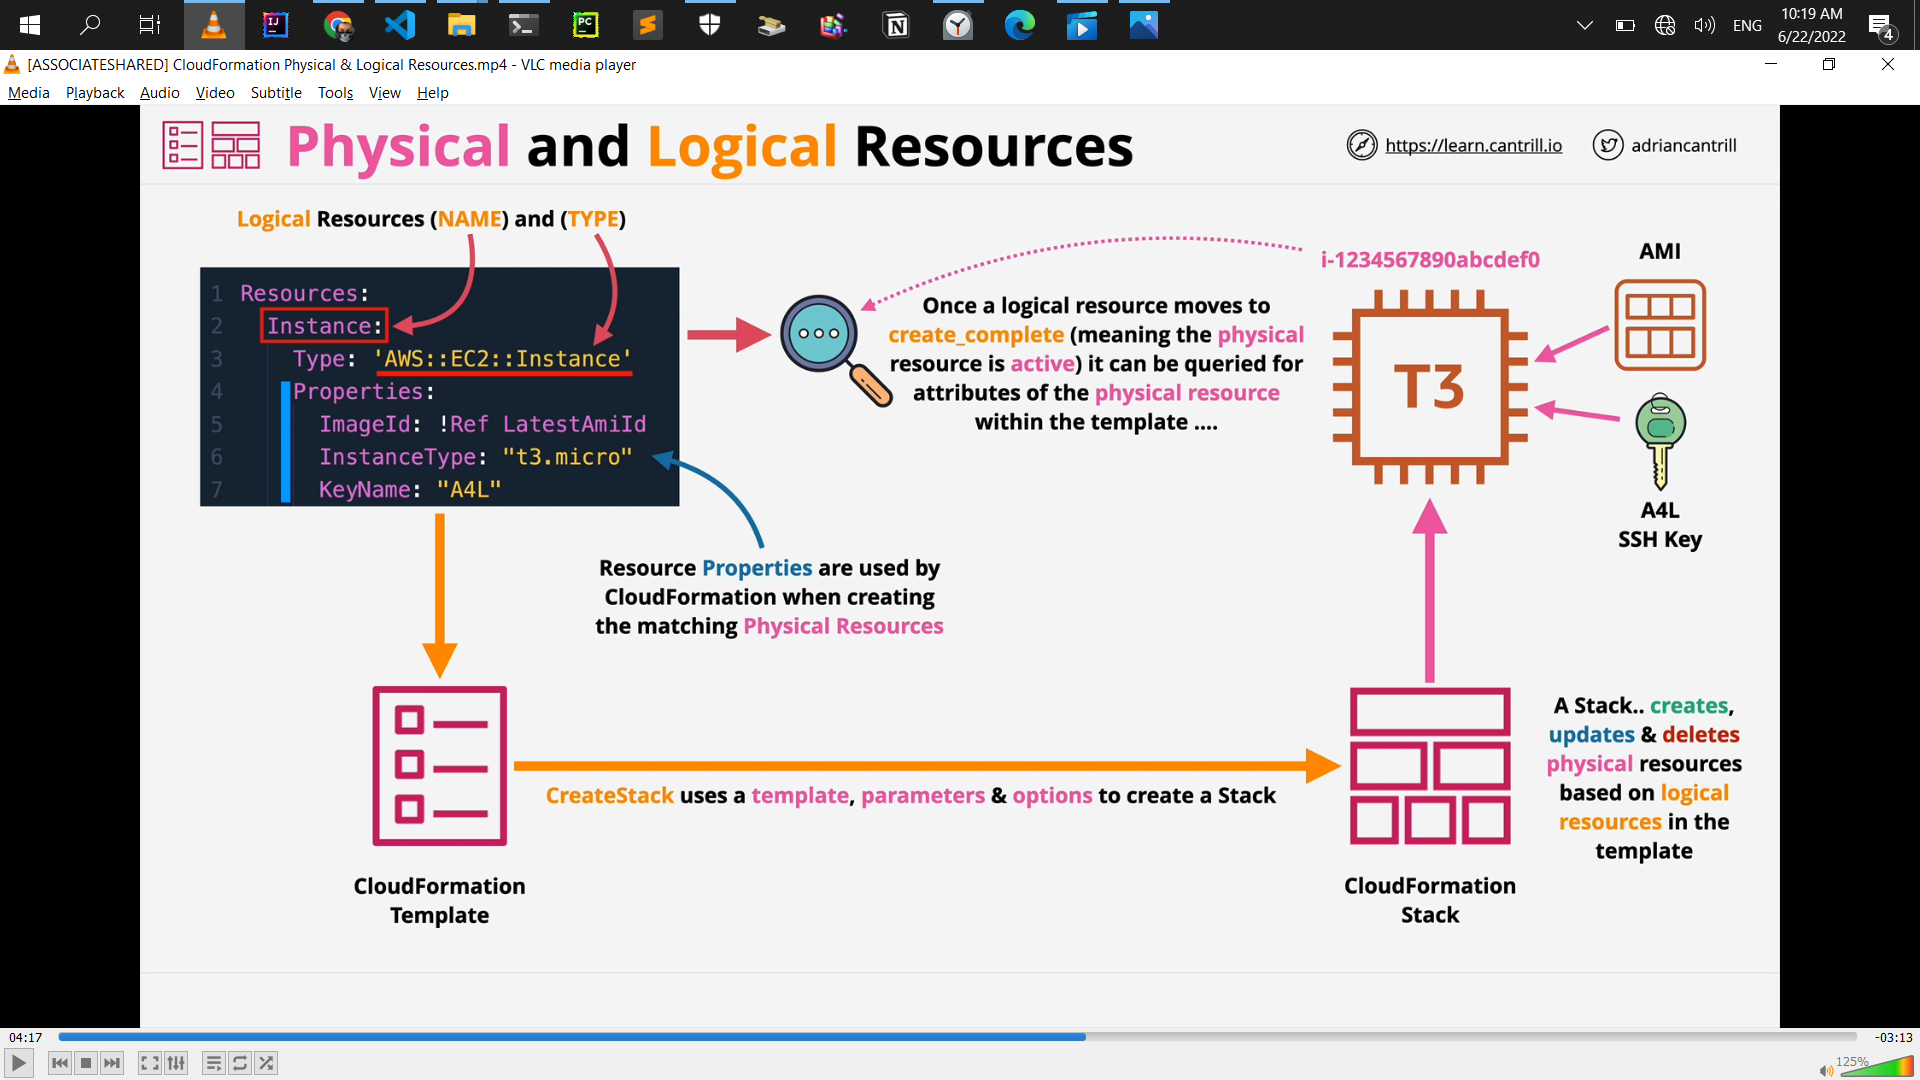 ENG
10:19 AM
6/22/2022
4
[ASSOCIATESHARED] CloudFormation Physical & Logical Resources.mp4 - VLC media player
Media Playback Audio Video Subtitle Tools View Help
Physical and Logical Resources
https://learn.cantrill.io
adriancantrill
Logical Resources (NAME) and (TYPE)
1 Resources:
2 Instance:
3 Type: 'AWS::EC2::Instance'
4 Properties:
5 ImageId: !Ref LatestAmiId
6 InstanceType: "t3.micro"
7 KeyName: "A4L"
Once a logical resource moves to
create_complete (meaning the physical
resource is active) it can be queried for
attributes of the physical resource
within the template ....
i-1234567890abcdef0
T3
AMI
A4L
SSH Key
Resource Properties are used by
CloudFormation when creating
the matching Physical Resources
CreateStack uses a template, parameters & options to create a Stack
A Stack.. creates,
updates & deletes
physical resources
based on logical
resources in the
template
CloudFormation
Template
CloudFormation
Stack
04:17
-03:13
125%